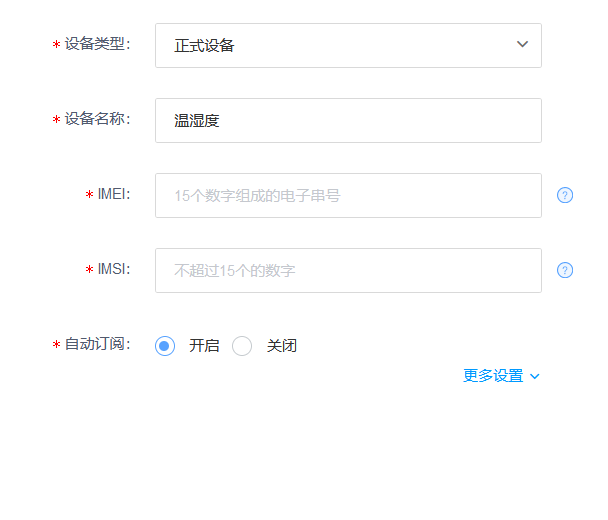 * 设备类型: 正式设备
* 设备名称: 温湿度
* IMEI: 15个数字组成的电子串号 ?
* IMSI: 不超过15个的数字 ?
* 自动订阅: 开启 关闭
更多设置